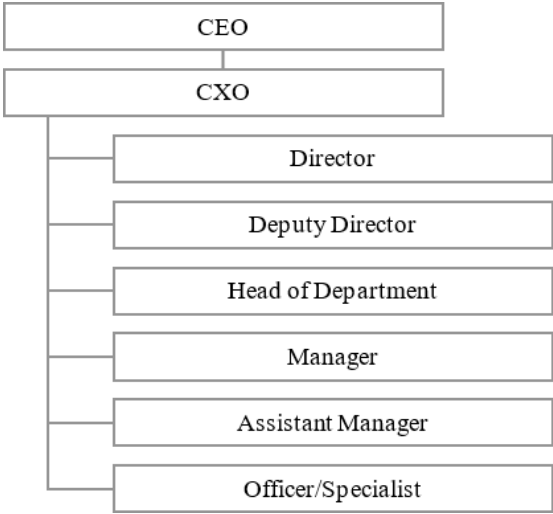 CEO
CXO
Director
Deputy Director
Head of Department
Manager
Assistant Manager
Officer/Specialist